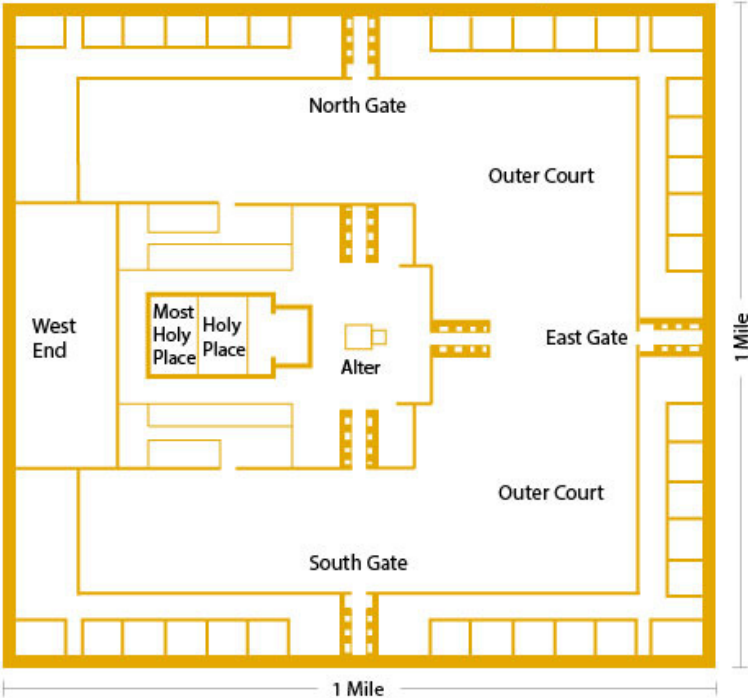 North Gate
Outer Court
West
End
Most
Holy
Place
Holy
Place
Alter
East Gate
1 Mile
Outer Court
South Gate
1 Mile